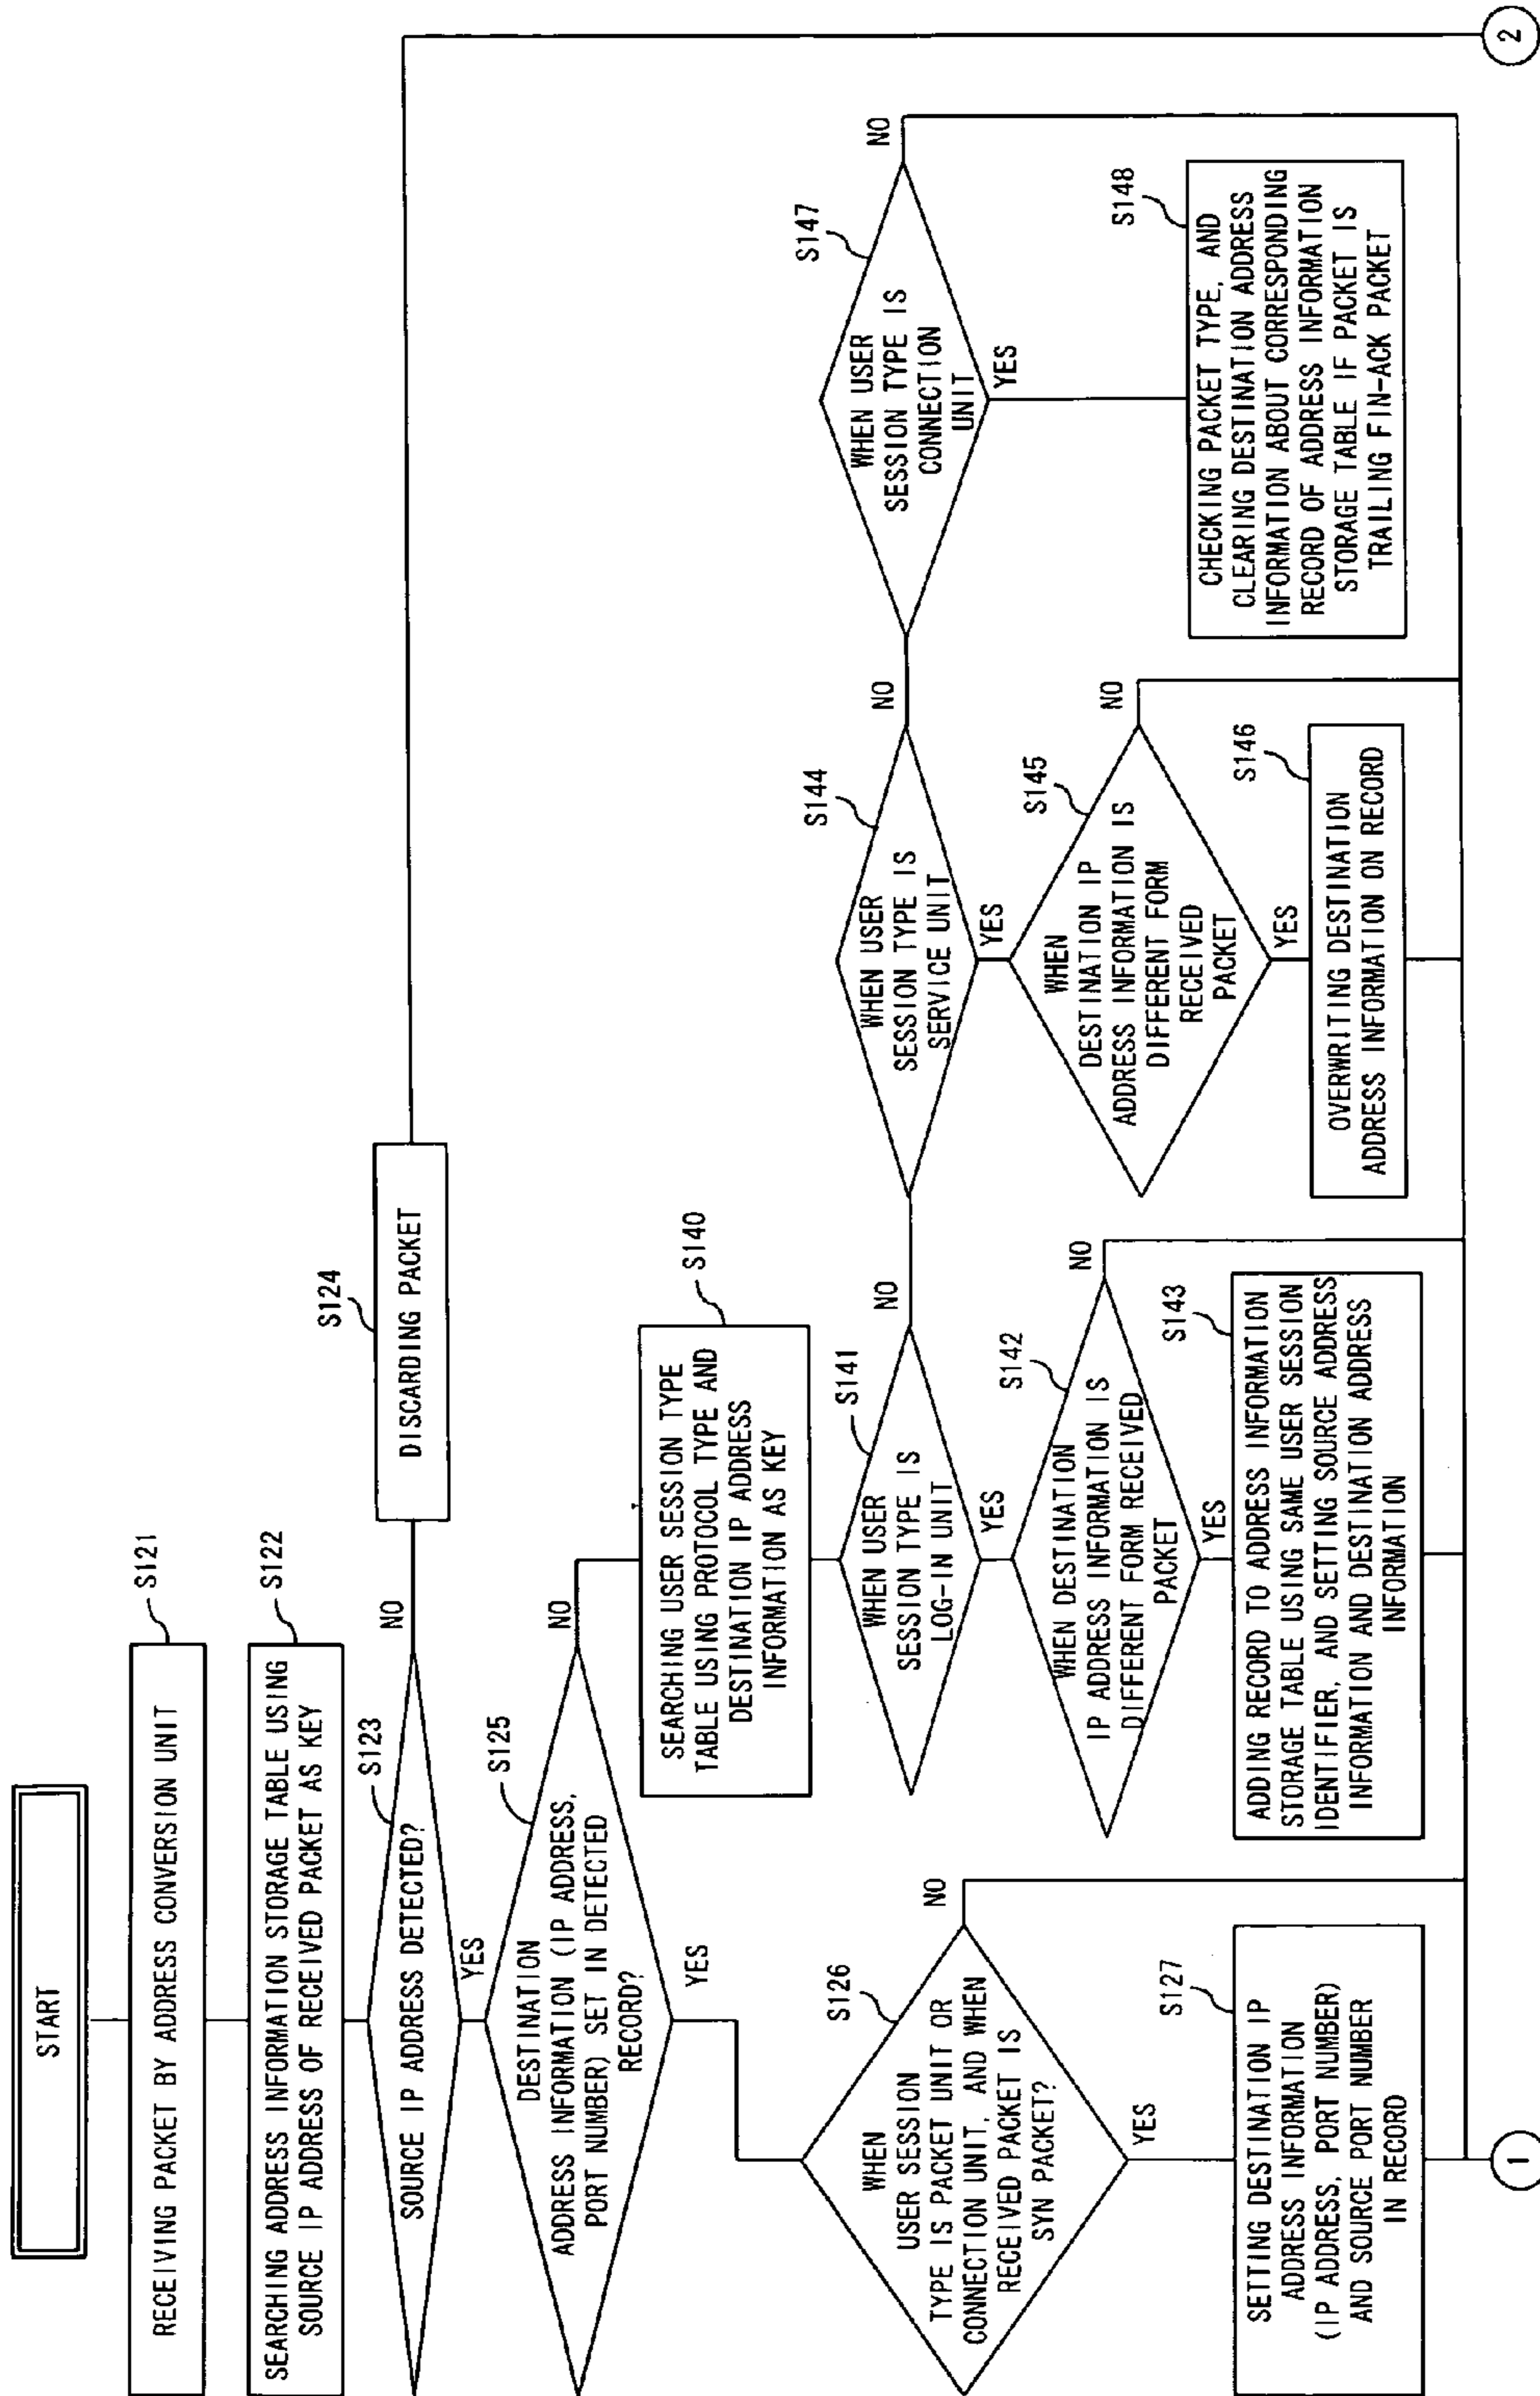 START
RECEIVING PACKET BY ADDRESS CONVERSION UNIT
S121
SEARCHING ADDRESS INFORMATION STORAGE TABLE USING
SOURCE IP ADDRESS OF RECEIVED PACKET AS KEY
S122
SOURCE IP ADDRESS DETECTED?
S123
NO
YES
DISCARDING PACKET
S124
DESTINATION
ADDRESS INFORMATION (IP ADDRESS,
PORT NUMBER) SET IN DETECTED
RECORD?
S125
NO
YES
WHEN
USER SESSION
TYPE IS PACKET UNIT OR
CONNECTION UNIT, AND WHEN
RECEIVED PACKET IS
SYN PACKET?
S126
NO
YES
SETTING DESTINATION IP
ADDRESS INFORMATION
(IP ADDRESS, PORT NUMBER)
AND SOURCE PORT NUMBER
IN RECORD
S127
SEARCHING USER SESSION TYPE
TABLE USING PROTOCOL TYPE AND
DESTINATION IP ADDRESS
INFORMATION AS KEY
S140
WHEN USER
SESSION TYPE IS
LOG-IN UNIT
S141
NO
YES
WHEN DESTINATION
IP ADDRESS INFORMATION IS
DIFFERENT FORM RECEIVED
PACKET
S142
NO
YES
ADDING RECORD TO ADDRESS INFORMATION
STORAGE TABLE USING SAME USER SESSION
IDENTIFIER, AND SETTING SOURCE ADDRESS
INFORMATION AND DESTINATION ADDRESS
INFORMATION
S143
WHEN USER
SESSION TYPE IS
SERVICE UNIT
S144
NO
YES
WHEN
DESTINATION IP
ADDRESS INFORMATION IS
DIFFERENT FORM
RECEIVED
PACKET
S145
NO
YES
OVERWRITING DESTINATION
ADDRESS INFORMATION ON RECORD
S146
WHEN USER
SESSION TYPE IS
CONNECTION
UNIT
S147
NO
YES
CHECKING PACKET TYPE, AND
CLEARING DESTINATION ADDRESS
INFORMATION ABOUT CORRESPONDING
RECORD OF ADDRESS INFORMATION
STORAGE TABLE IF PACKET IS
TRAILING FIN-ACK PACKET
S148
1
2